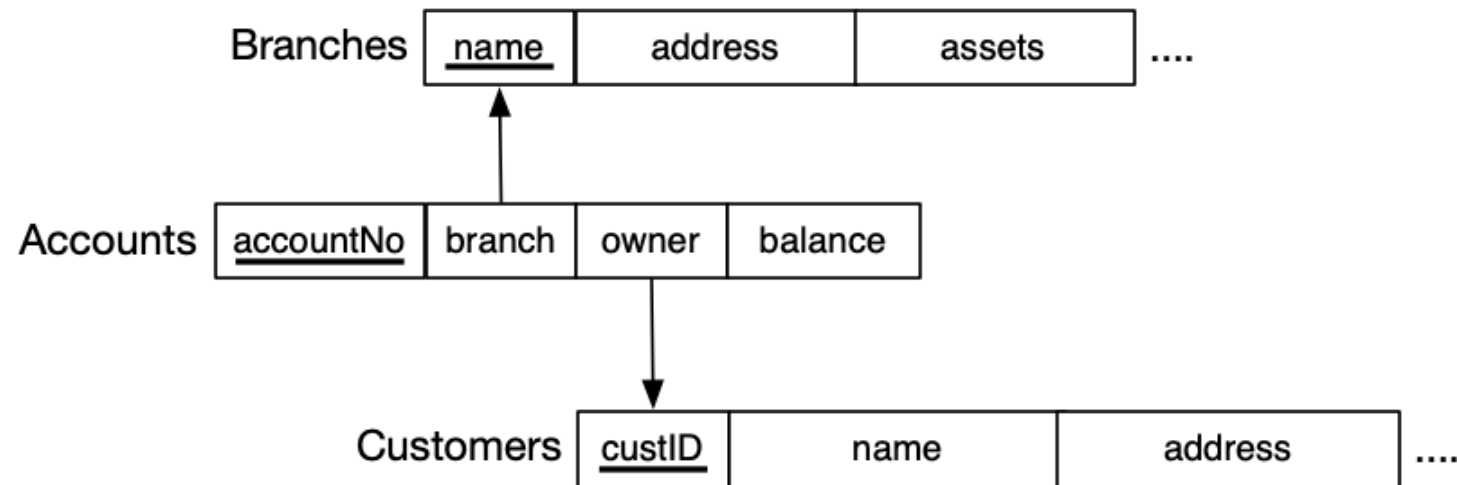 Branches name address assets ....
Accounts accountNo branch owner balance
Customers custID name address ....